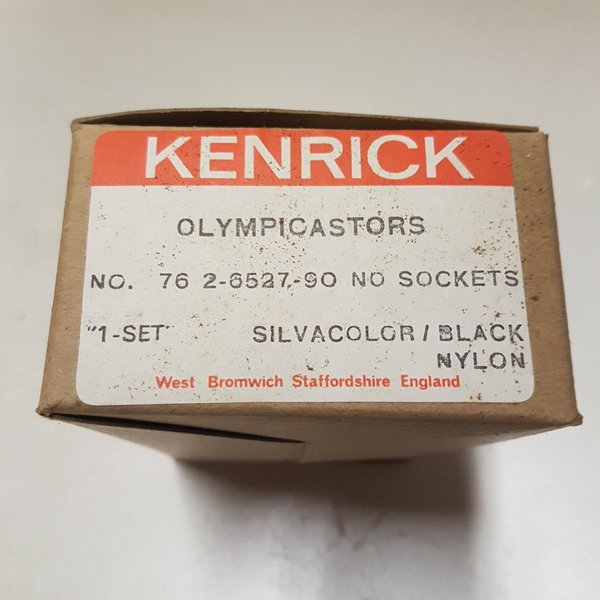 KENRICK
OLYMPICASTORS
NO. 76 2-6527-90 NO SOCKETS
"1-SET" SILVACOLOR / BLACK
NYLON
West Bromwich Staffordshire England